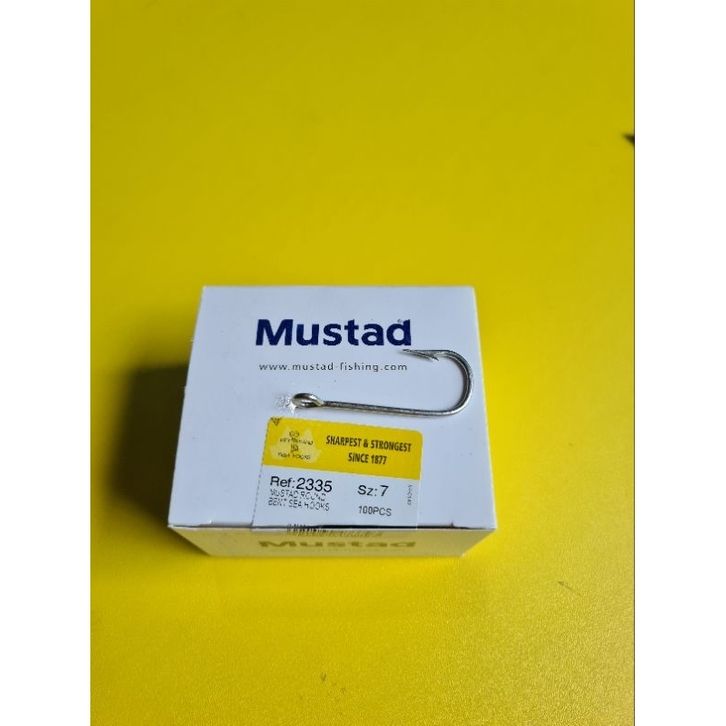 Mustad
www.mustad-fishing.com
SHARPEST & STRONGEST
SINCE 1877
Ref:2335
Sz:7
MUSTAD ROUND
BENT SEA HOOKS
100PCS
Mustad